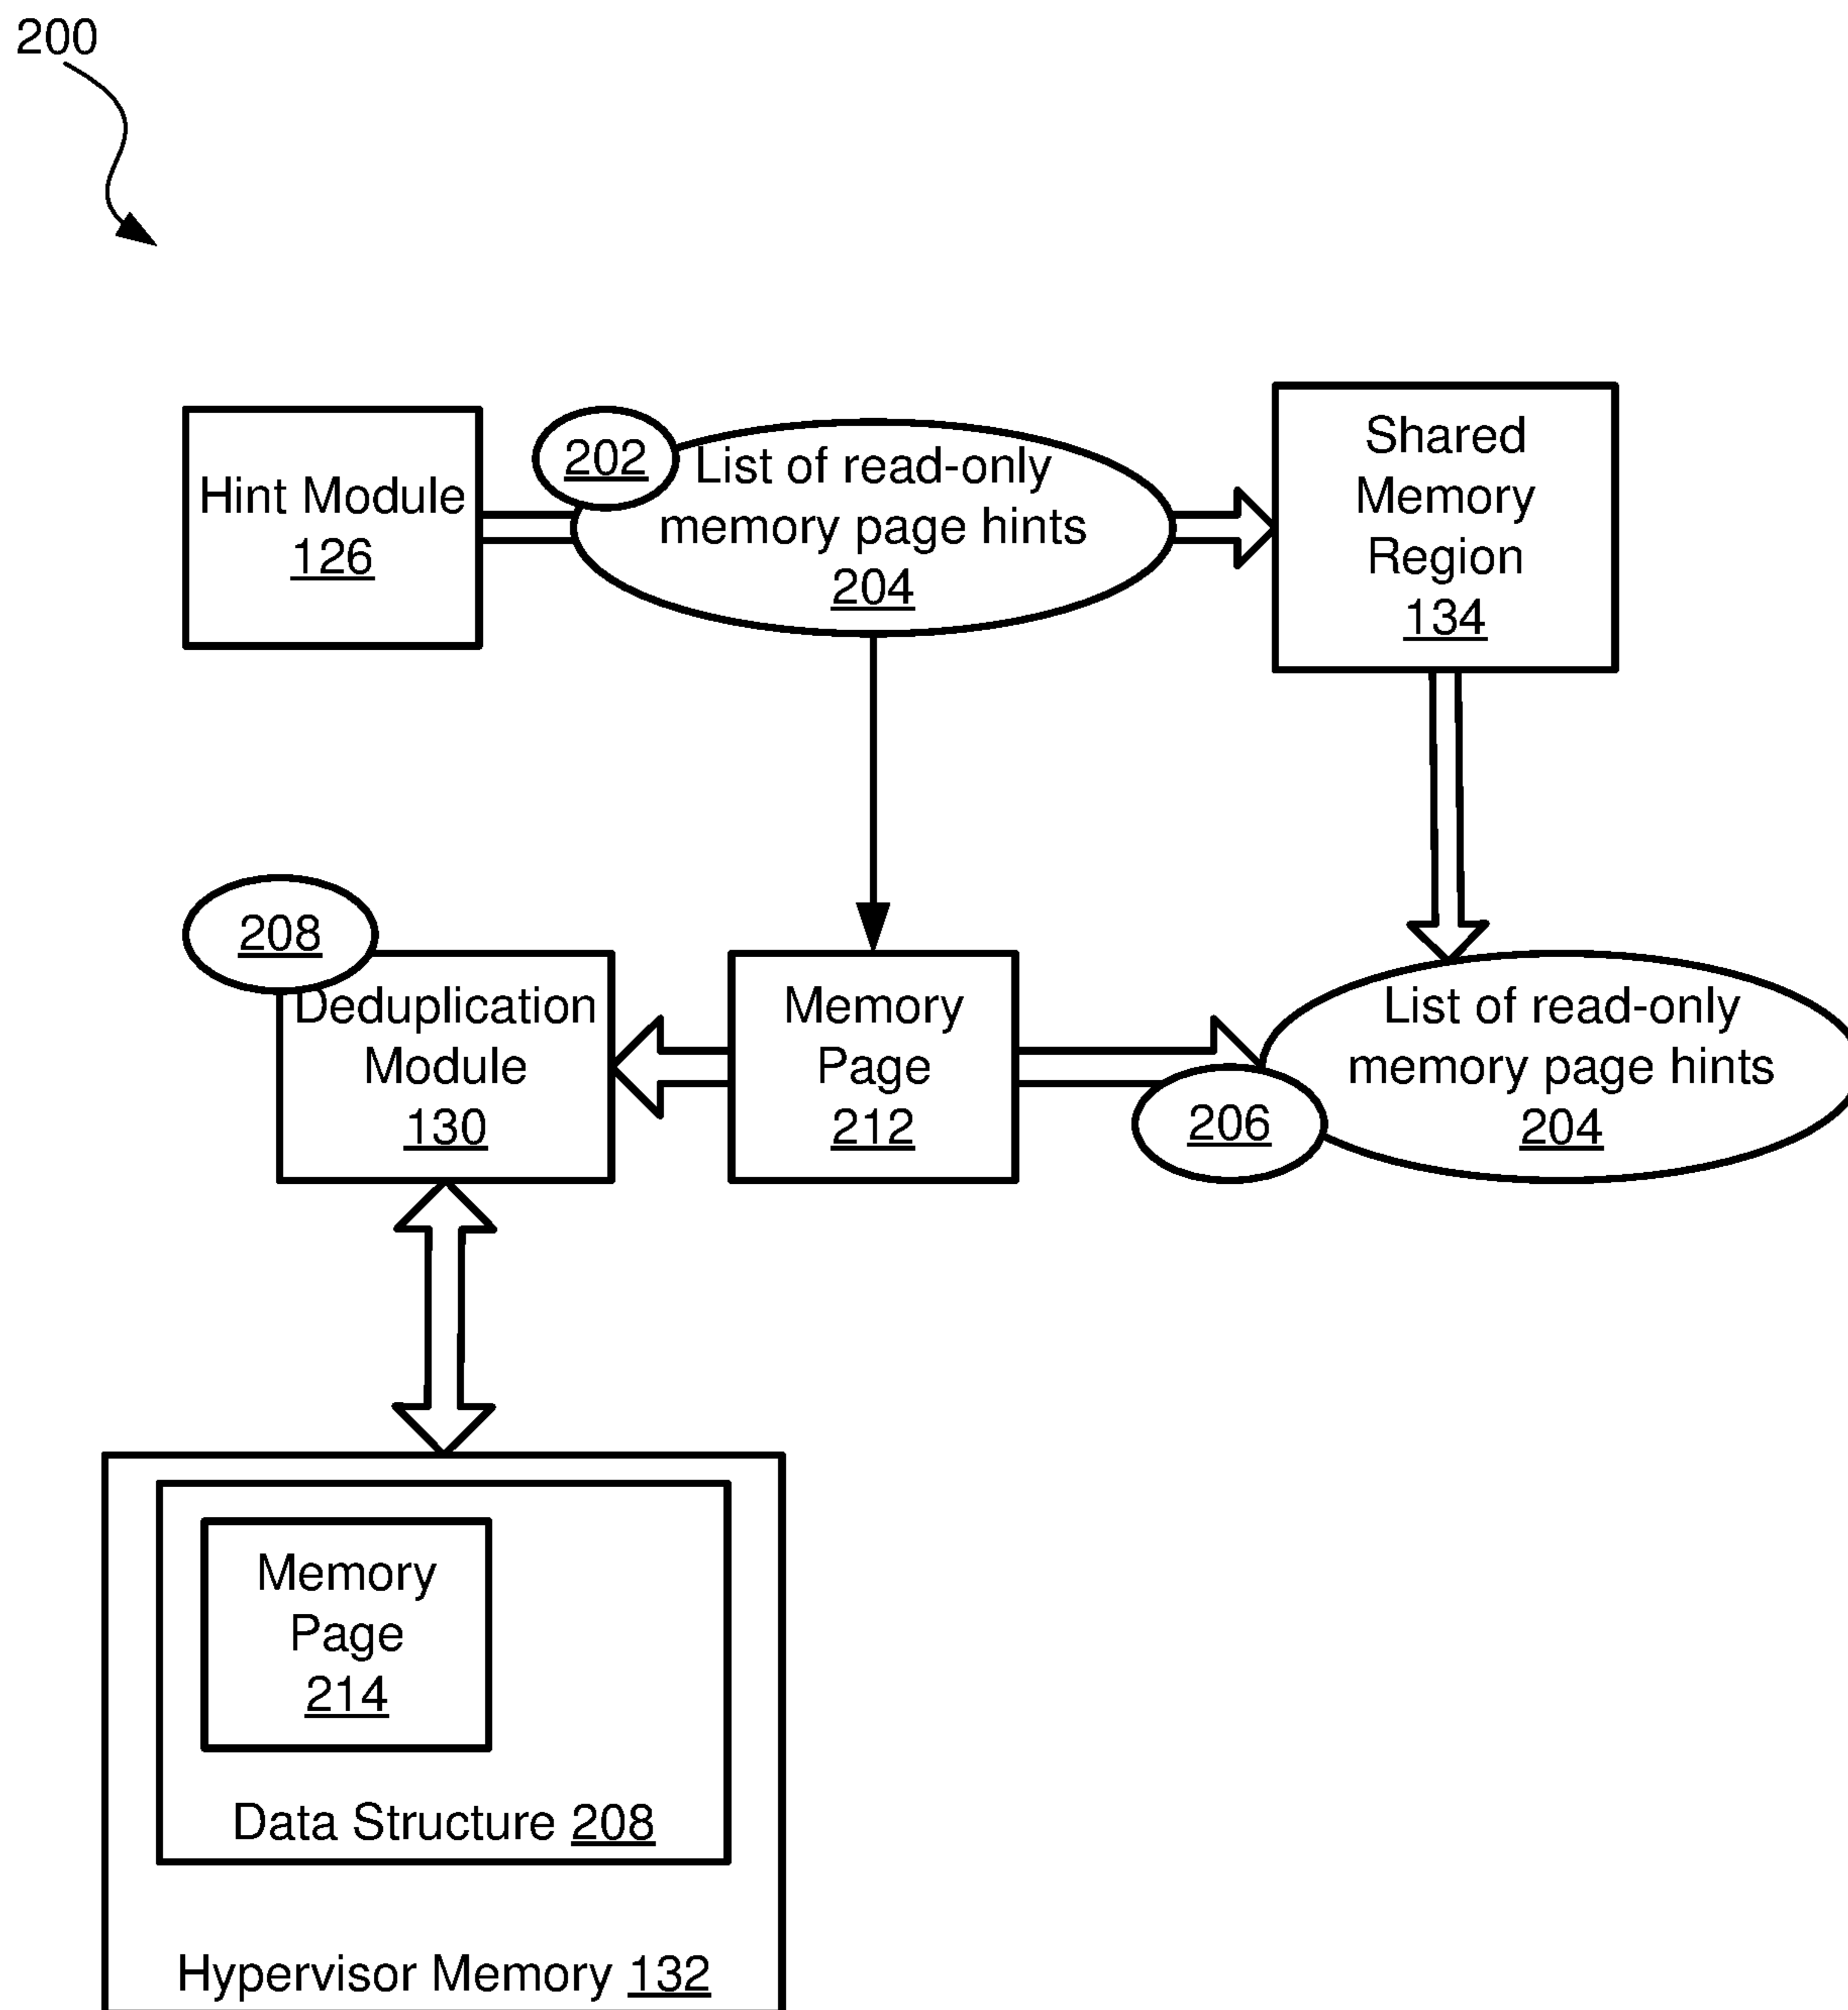 200
Hint Module
126
202
List of read-only
memory page hints
204
Shared
Memory
Region
134
208
Deduplication
Module
130
Memory
Page
212
206
List of read-only
memory page hints
204
Memory
Page
214
Data Structure 208
Hypervisor Memory 132